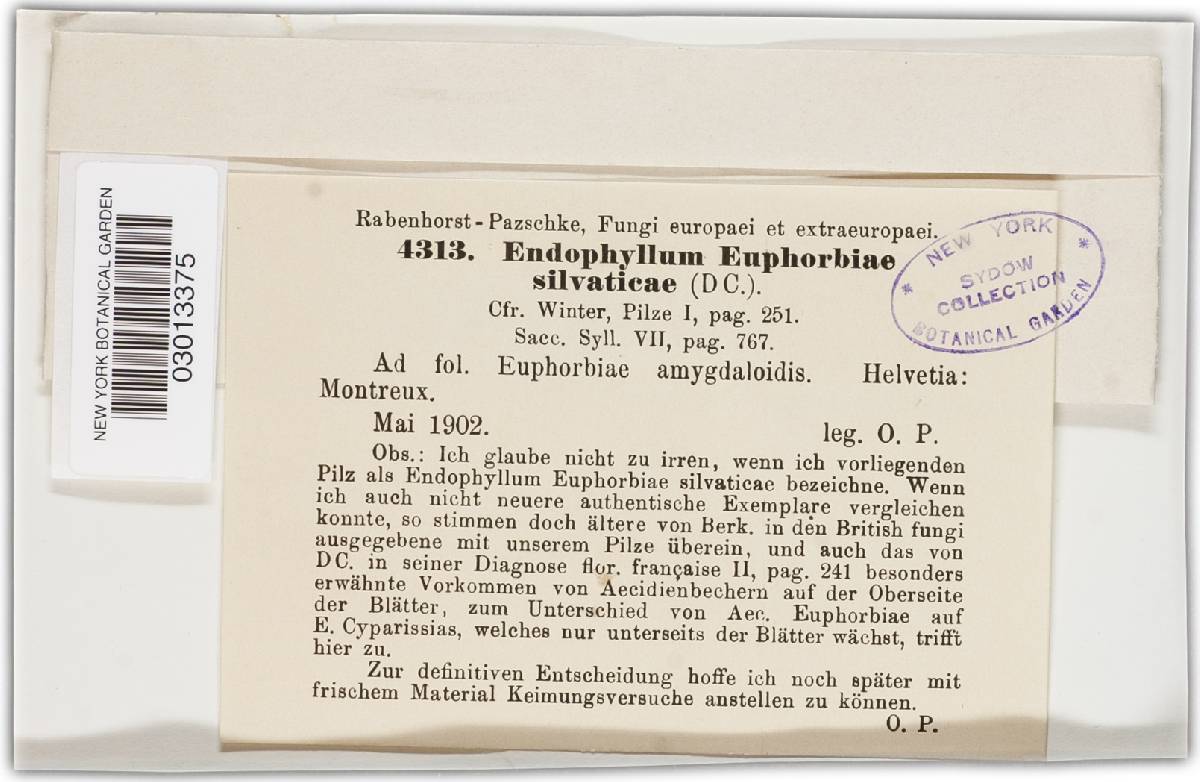 NEW YORK BOTANICAL GARDEN
03013375
Rabenhorst-Pazschke, Fungi europaei et extraeuropaei.
4313. Endophyllum Euphorbiae
silvaticae (DC.).
Cfr. Winter, Pilze I, pag. 251.
Sacc. Syll. VII, pag. 767.
Ad fol. Euphorbiae amygdaloidis. Helvetia:
Montreux.
Mai 1902. leg. O. P.
Obs.: Ich glaube nicht zu irren, wenn ich vorliegenden
Pilz als Endophyllum Euphorbiae silvaticae bezeichne. Wenn
ich auch nicht neuere authentische Exemplare vergleichen
konnte, so stimmen doch ältere von Berk. in den British fungi
ausgegebene mit unserem Pilze überein, und auch das von
DC. in seiner Diagnose flor. française II, pag. 241 besonders
erwähnte Vorkommen von Aecidienbechern auf der Oberseite
der Blätter, zum Unterschied von Aec. Euphorbiae auf
E. Cyparissias, welches nur unterseits der Blätter wächst, trifft
hier zu.
Zur definitiven Entscheidung hoffe ich noch später mit
frischem Material Keimungsversuche anstellen zu können.
O. P.
NEW YORK
SYDOW
COLLECTION
BOTANICAL GARDEN